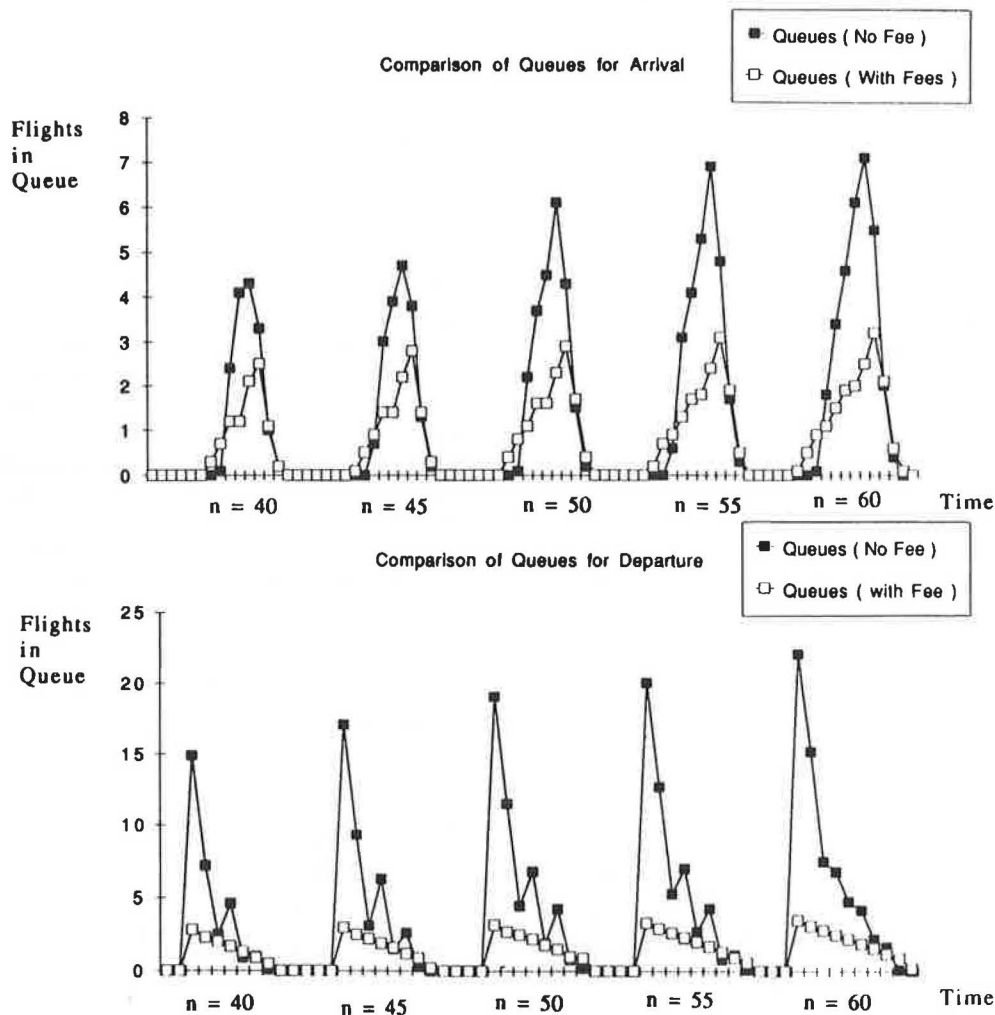 Queues ( No Fee )
Queues ( With Fees )
Comparison of Queues for Arrival
Flights
in
Queue
8
7
6
5
4
3
2
1
0
n = 40
n = 45
n = 50
n = 55
n = 60
Time
Queues ( No Fee )
Queues ( with Fee )
Comparison of Queues for Departure
Flights
in
Queue
25
20
15
10
5
0
n = 40
n = 45
n = 50
n = 55
n = 60
Time